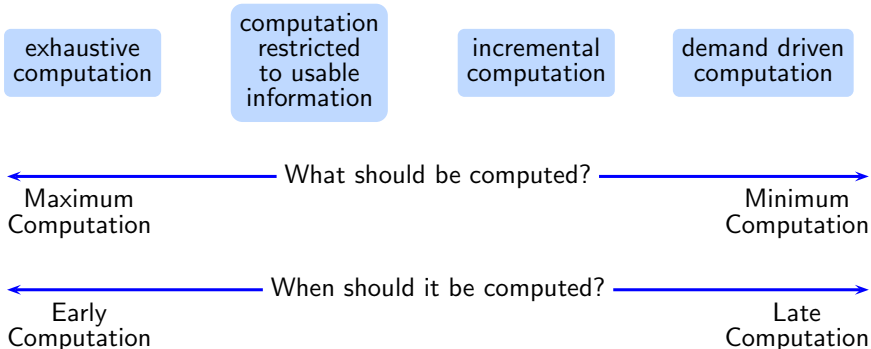 exhaustive
computation
computation
restricted
to usable
information
incremental
computation
demand driven
computation
What should be computed?
Maximum
Computation
Minimum
Computation
When should it be computed?
Early
Computation
Late
Computation